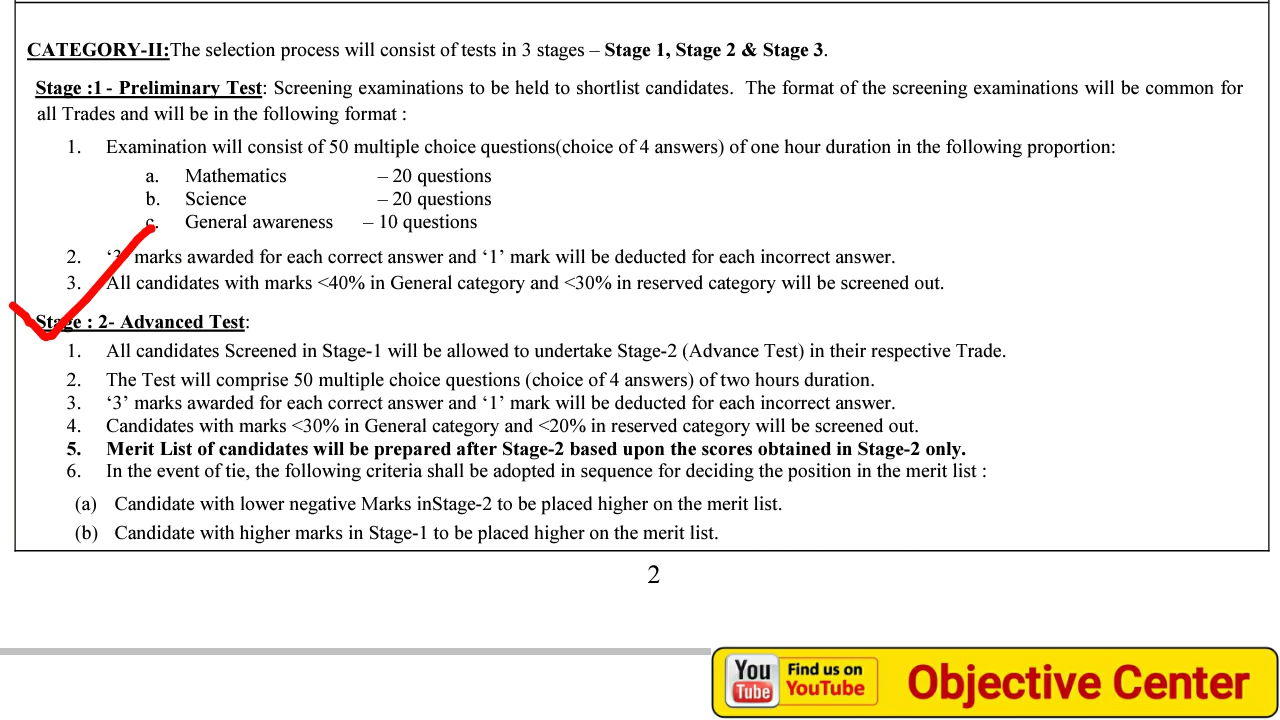 CATEGORY-II:The selection process will consist of tests in 3 stages – Stage 1, Stage 2 & Stage 3.
Stage :1 - Preliminary Test: Screening examinations to be held to shortlist candidates. The format of the screening examinations will be common for
all Trades and will be in the following format :
1. Examination will consist of 50 multiple choice questions(choice of 4 answers) of one hour duration in the following proportion:
a. Mathematics – 20 questions
b. Science – 20 questions
c. General awareness – 10 questions
2. ‘3’ marks awarded for each correct answer and ‘1’ mark will be deducted for each incorrect answer.
3. All candidates with marks <40% in General category and <30% in reserved category will be screened out.
Stage : 2- Advanced Test:
1. All candidates Screened in Stage-1 will be allowed to undertake Stage-2 (Advance Test) in their respective Trade.
2. The Test will comprise 50 multiple choice questions (choice of 4 answers) of two hours duration.
3. ‘3’ marks awarded for each correct answer and ‘1’ mark will be deducted for each incorrect answer.
4. Candidates with marks <30% in General category and <20% in reserved category will be screened out.
5. Merit List of candidates will be prepared after Stage-2 based upon the scores obtained in Stage-2 only.
6. In the event of tie, the following criteria shall be adopted in sequence for deciding the position in the merit list :
(a) Candidate with lower negative Marks inStage-2 to be placed higher on the merit list.
(b) Candidate with higher marks in Stage-1 to be placed higher on the merit list.
2
You Tube Find us on YouTube
Objective Center